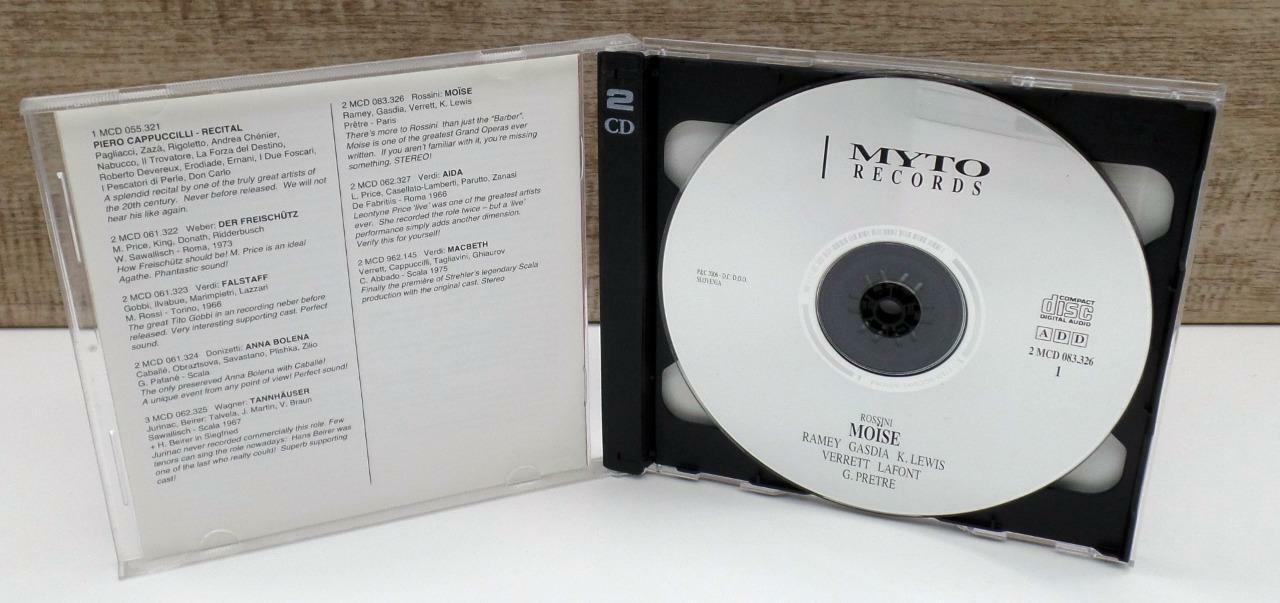 1 MCD 055.321
PIERO CAPPUCCILLI - RECITAL
Pagliacci, Zazà, Rigoletto, Andrea Chénier,
Nabucco, Il Trovatore, La Forza del Destino,
Roberto Devereux, Erodiade, Ernani, I Due Foscari,
I Pescatori di Perle, Don Carlo
A splendid recital by one of the truly great artists of
the 20th century. Never before released. We will not
hear his like again.
2 MCD 061.322 Weber: DER FREISCHÜTZ
M. Price, King, Donath, Ridderbusch
W. Sawallisch - Roma, 1973
How Freischütz should be! M. Price is an ideal
Agathe. Phantastic sound!
2 MCD 061.323 Verdi: FALSTAFF
Gobbi, Ilvabue, Marimpietri, Lazzari
M. Rossi - Torino, 1966
The great Tito Gobbi in an recording neber before
released. Very interesting supporting cast. Perfect
sound.
2 MCD 061.324 Donizetti: ANNA BOLENA
Caballé, Obraztsova, Savastano, Plishka, Zilio
G. Patanè - Scala
The only presereved Anna Bolena with Caballé!
A unique event from any point of view! Perfect sound!
3 MCD 062.325 Wagner: TANNHÄUSER
Jurinac, Beirer; Talvela, J. Martin, V. Braun
Sawallisch - Scala 1967
+ H. Beirer in Siegfried
Jurinac never recorded commercially this role. Few
tenors can sing the role nowadays: Hans Beirer was
one of the last who really could! Superb supporting
cast!
2 MCD 083.326 Rossini: MOÏSE
Ramey, Gasdia, Verrett, K. Lewis
Prêtre - Paris
There's more to Rossini than just the "Barber".
Moise is one of the greatest Grand Operas ever
written. If you aren't familiar with it, you're missing
something. STEREO!
2 MCD 062.327 Verdi: AIDA
L. Price, Casellato-Lamberti, Parutto, Zanasi
De Fabritiis - Roma 1966
Leontyne Price 'live' was one of the greatest artists
ever. She recorded the role twice – but a 'live'
performance simply adds another dimension.
Verify this for yourself!
2 MCD 962.145 Verdi: MACBETH
Verrett, Cappuccilli, Tagliavini, Ghiaurov
C. Abbado - Scala 1975
Finally the première of Strehler's legendary Scala
production with the original cast. Stereo
2
CD
MYTO
RECORDS
P&C 2008 - D.C. D.O.O.
SLOVENIA
COMPACT
disc
DIGITAL AUDIO
ADD
2 MCD 083.326
1
ROSSINI
MOÏSE
RAMEY GASDIA K. LEWIS
VERRETT LAFONT
G. PRETRE